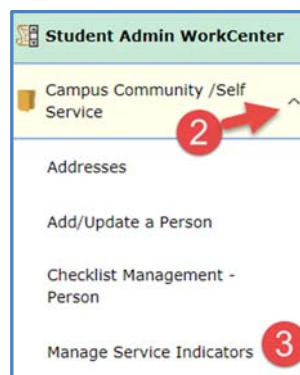 Student Admin WorkCenter
Campus Community /Self
Service
2
Addresses
Add/Update a Person
Checklist Management -
Person
Manage Service Indicators 3